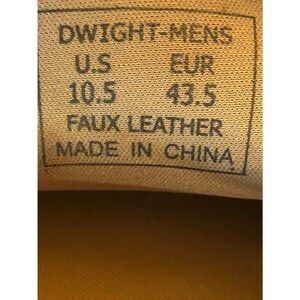 DWIGHT-MENS
U.S EUR
10.5 43.5
FAUX LEATHER
MADE IN CHINA